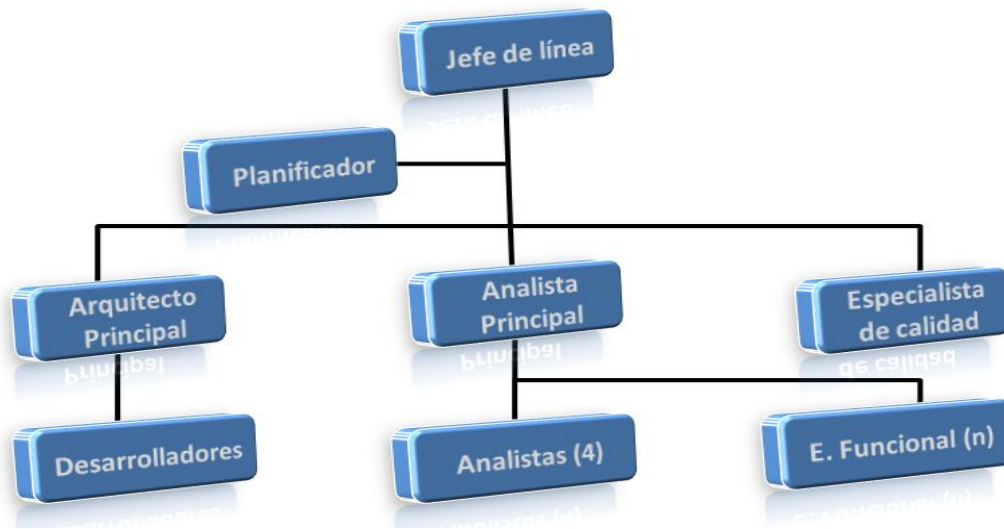 Jefe de línea
Planificador
Arquitecto
Principal
Analista
Principal
Especialista
de calidad
Desarrolladores
Analistas (4)
E. Funcional (n)